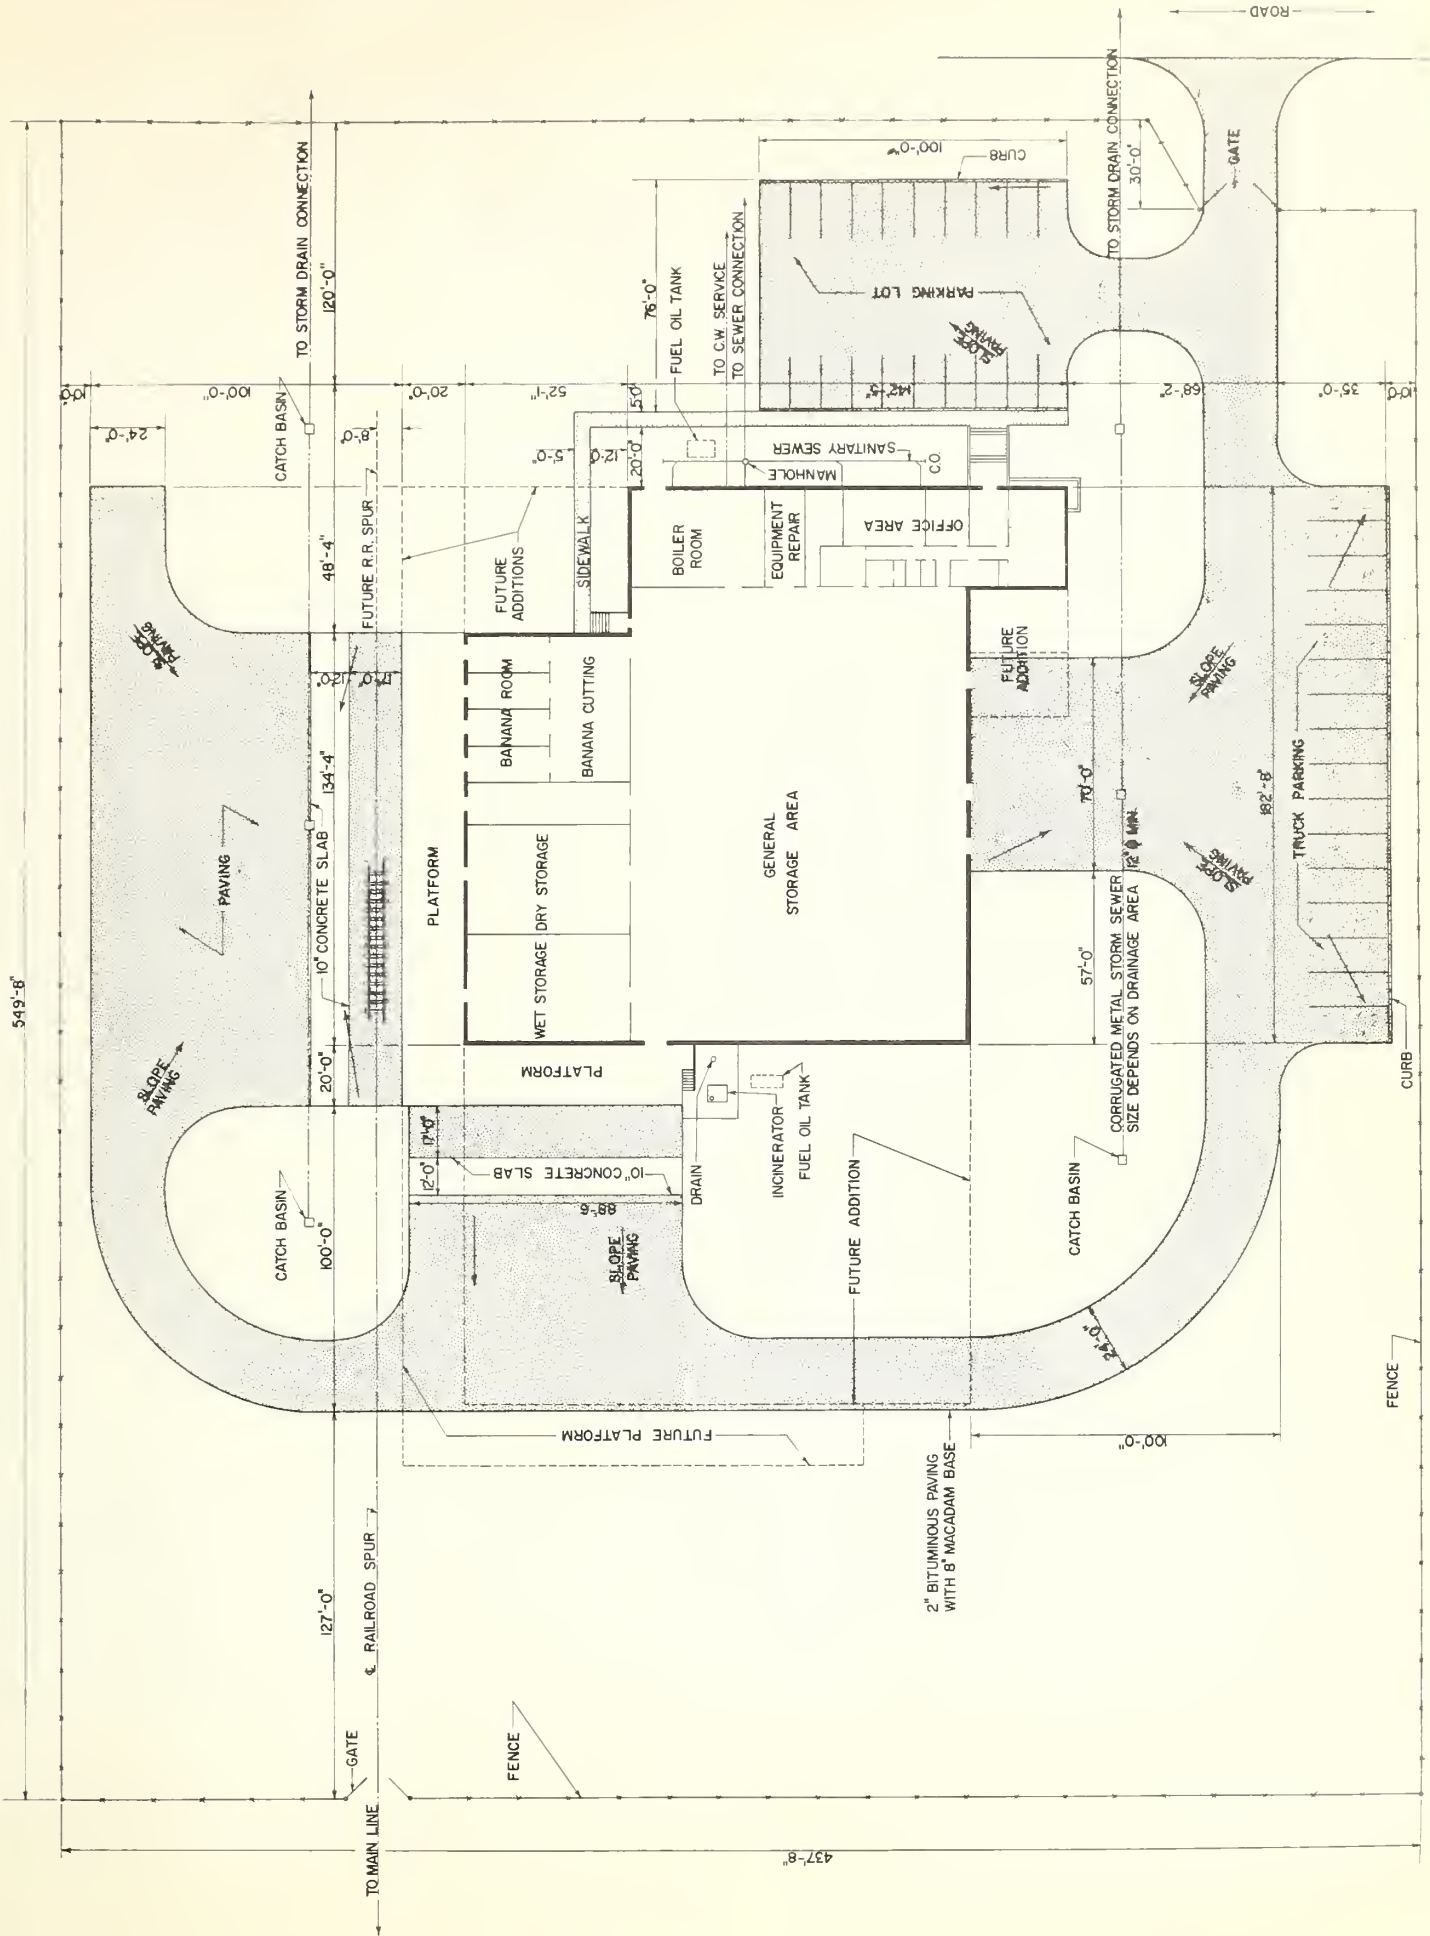 549'-8"
ROAD
120'-0"
TO STORM DRAIN CONNECTION
10'-0"
100'-0"
24'-0"
CATCH BASIN
8'-0"
20'-0"
52'-1"
76'-0"
FUEL OIL TANK
TO C.W. SERVICE
TO SEWER CONNECTION
100'-0"
CURB
PARKING LOT
SLOPE
PAVING
TO STORM DRAIN CONNECTION
30'-0"
GATE
5'-0"
142'-5"
68'-2"
35'-0"
10'-0"
48'-4"
FUTURE R.R. SPUR
FUTURE
ADDITIONS
SIDEWALK
5'-0"
12'-0"
20'-0"
SANITARY SEWER
MANHOLE
C.O.
BOILER
ROOM
EQUIPMENT
REPAIR
OFFICE AREA
SLOPE
PAVING
12'-0"
17'-0"
134'-4"
PAVING
10" CONCRETE SLAB
PLATFORM
BANANA ROOM
BANANA CUTTING
WET STORAGE
DRY STORAGE
GENERAL
STORAGE AREA
FUTURE
ADDITION
70'-0"
57'-0"
SLOPE
PAVING
182'-8"
TRUCK PARKING
SLOPE
PAVING
CORRUGATED METAL STORM SEWER
SIZE DEPENDS ON DRAINAGE AREA 12" Ø MIN.
CURB
SLOPE
PAVING
20'-0"
PLATFORM
17'-0"
12'-0"
10" CONCRETE SLAB
88'-6"
DRAIN
INCINERATOR
FUEL OIL TANK
CATCH BASIN
100'-0"
SLOPE
PAVING
FUTURE ADDITION
CATCH BASIN
24'-0"
100'-0"
FUTURE PLATFORM
2" BITUMINOUS PAVING
WITH 8" MACADAM BASE
FENCE
127'-0"
℄ RAILROAD SPUR
GATE
FENCE
TO MAIN LINE
437'-8"